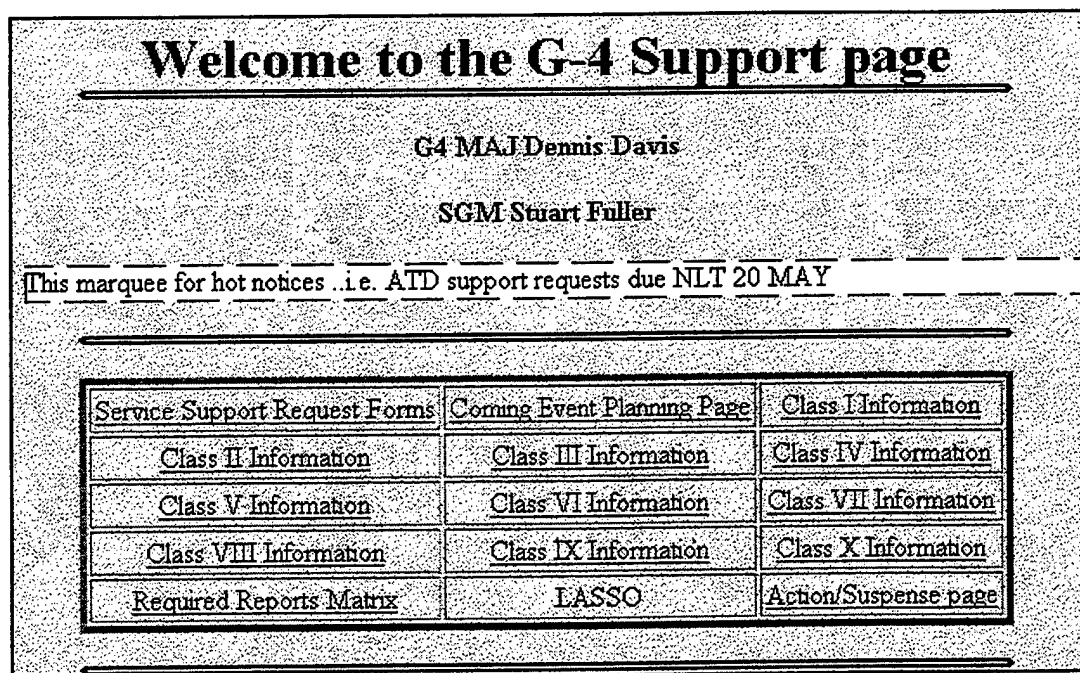 Welcome to the G-4 Support page
G4 MAJ Dennis Davis
SGM Stuart Fuller
This marquee for hot notices ..i.e. ATD support requests due NLT 20 MAY
Service Support Request Forms Coming Event Planning Page Class I Information
Class II Information Class III Information Class IV Information
Class V Information Class VI Information Class VII Information
Class VIII Information Class IX Information Class X Information
Required Reports Matrix LASSO Action/Suspense page